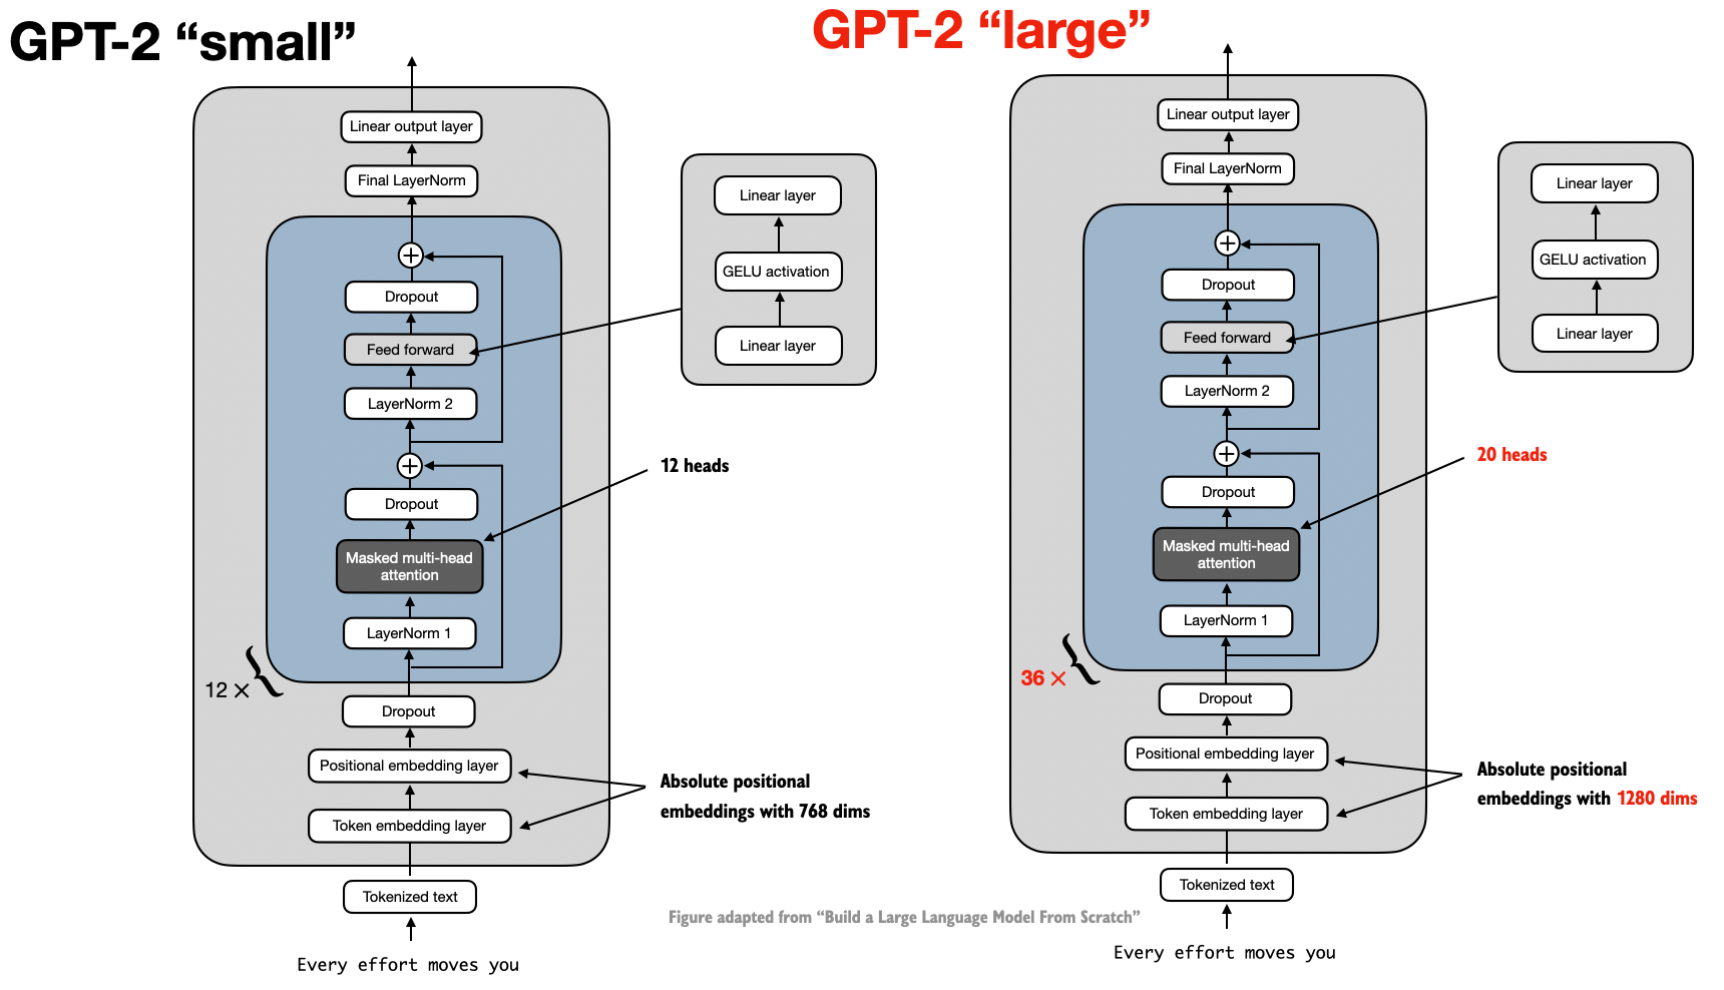 GPT-2 “small”
Linear output layer
Final LayerNorm
Dropout
Feed forward
LayerNorm 2
Dropout
Masked multi-head
attention
LayerNorm 1
12 ×
{
Dropout
Positional embedding layer
Token embedding layer
Tokenized text
Every effort moves you
Linear layer
GELU activation
Linear layer
12 heads
Absolute positional
embeddings with 768 dims
GPT-2 “large”
Linear output layer
Final LayerNorm
Dropout
Feed forward
LayerNorm 2
Dropout
Masked multi-head
attention
LayerNorm 1
36 ×
{
Dropout
Positional embedding layer
Token embedding layer
Tokenized text
Every effort moves you
Linear layer
GELU activation
Linear layer
20 heads
Absolute positional
embeddings with 1280 dims
Figure adapted from “Build a Large Language Model From Scratch”